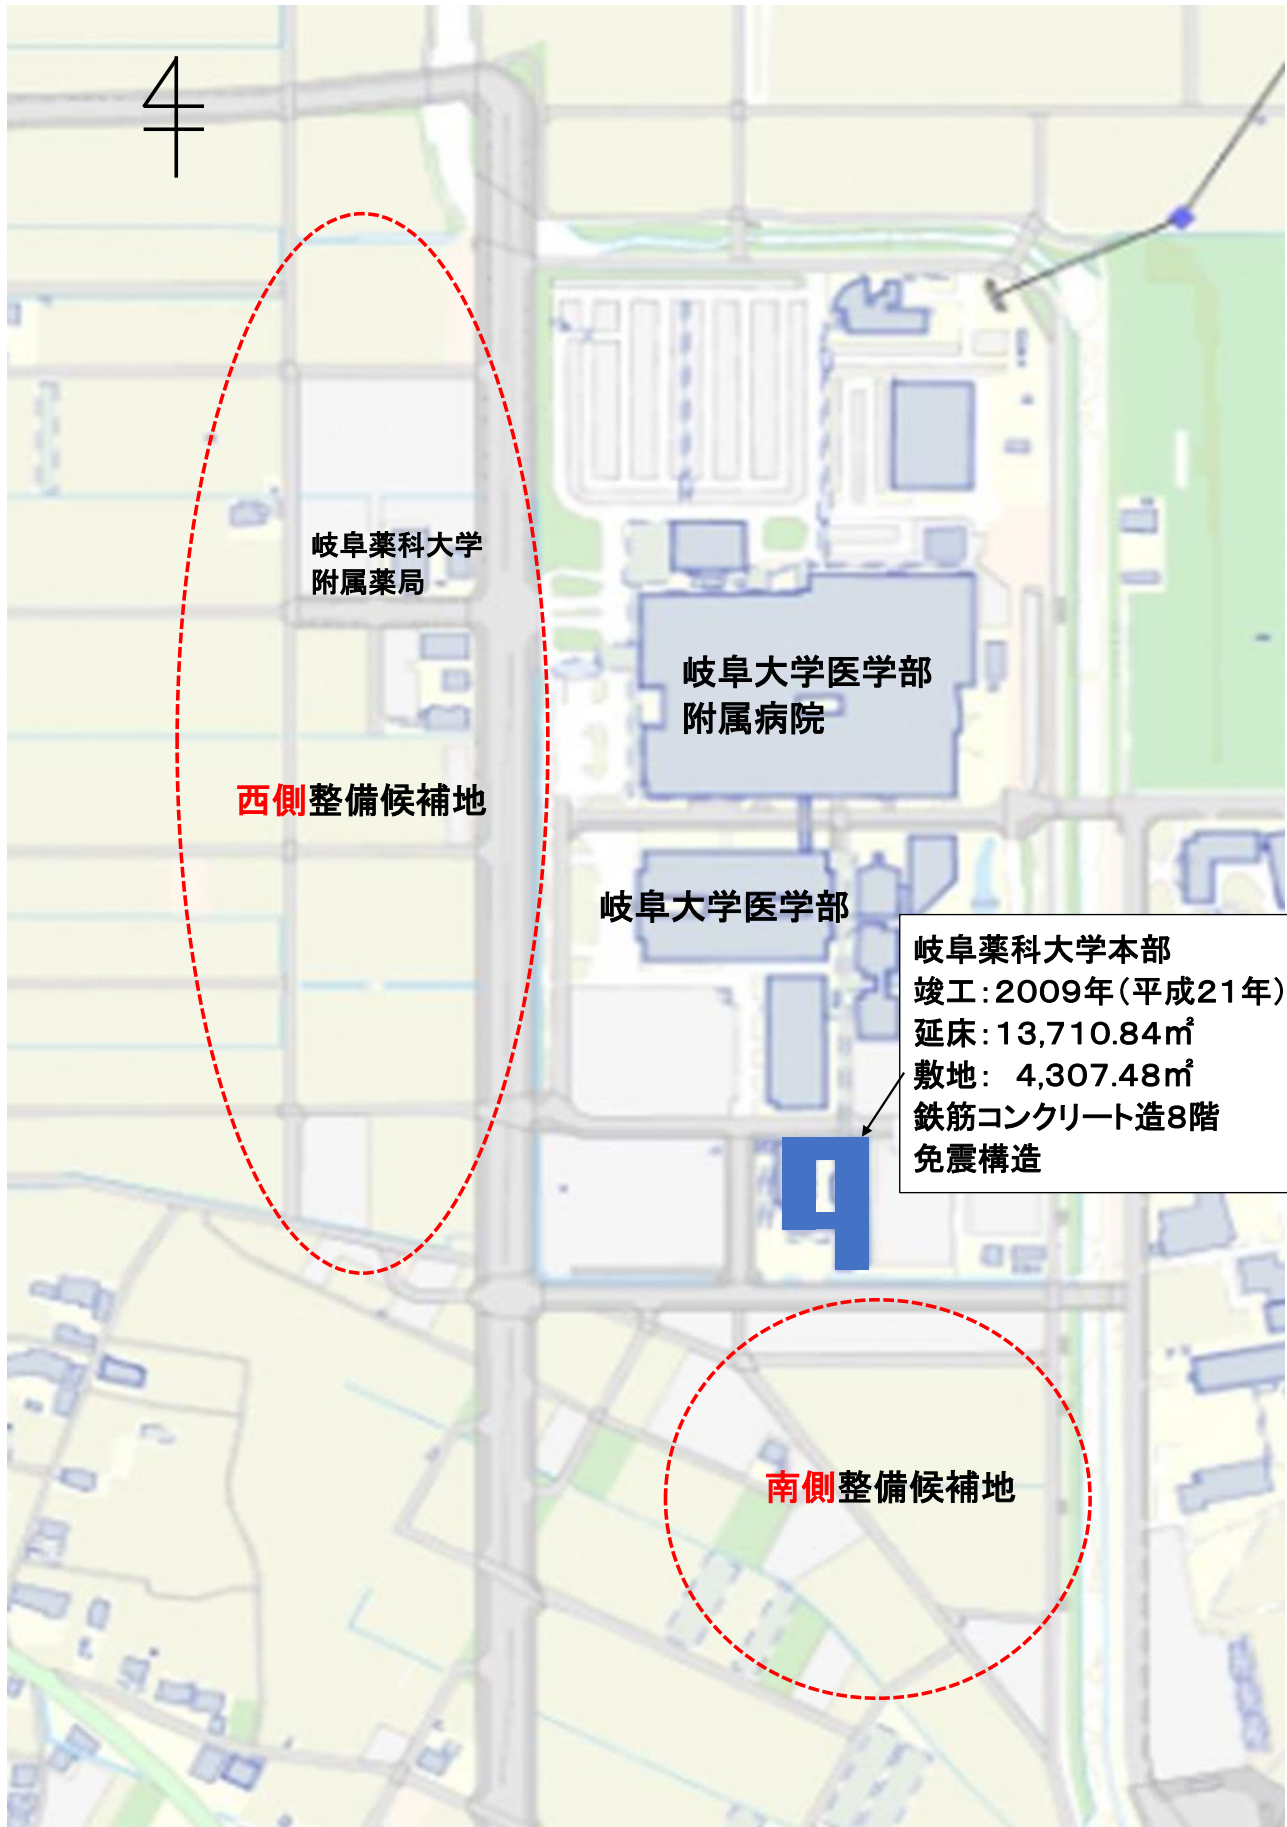 岐阜薬科大学
附属薬局
岐阜大学医学部
附属病院
西側整備候補地
岐阜大学医学部
岐阜薬科大学本部
竣工：2009年（平成21年）
延床：13,710.84㎡
敷地：　4,307.48㎡
鉄筋コンクリート造8階
免震構造
南側整備候補地